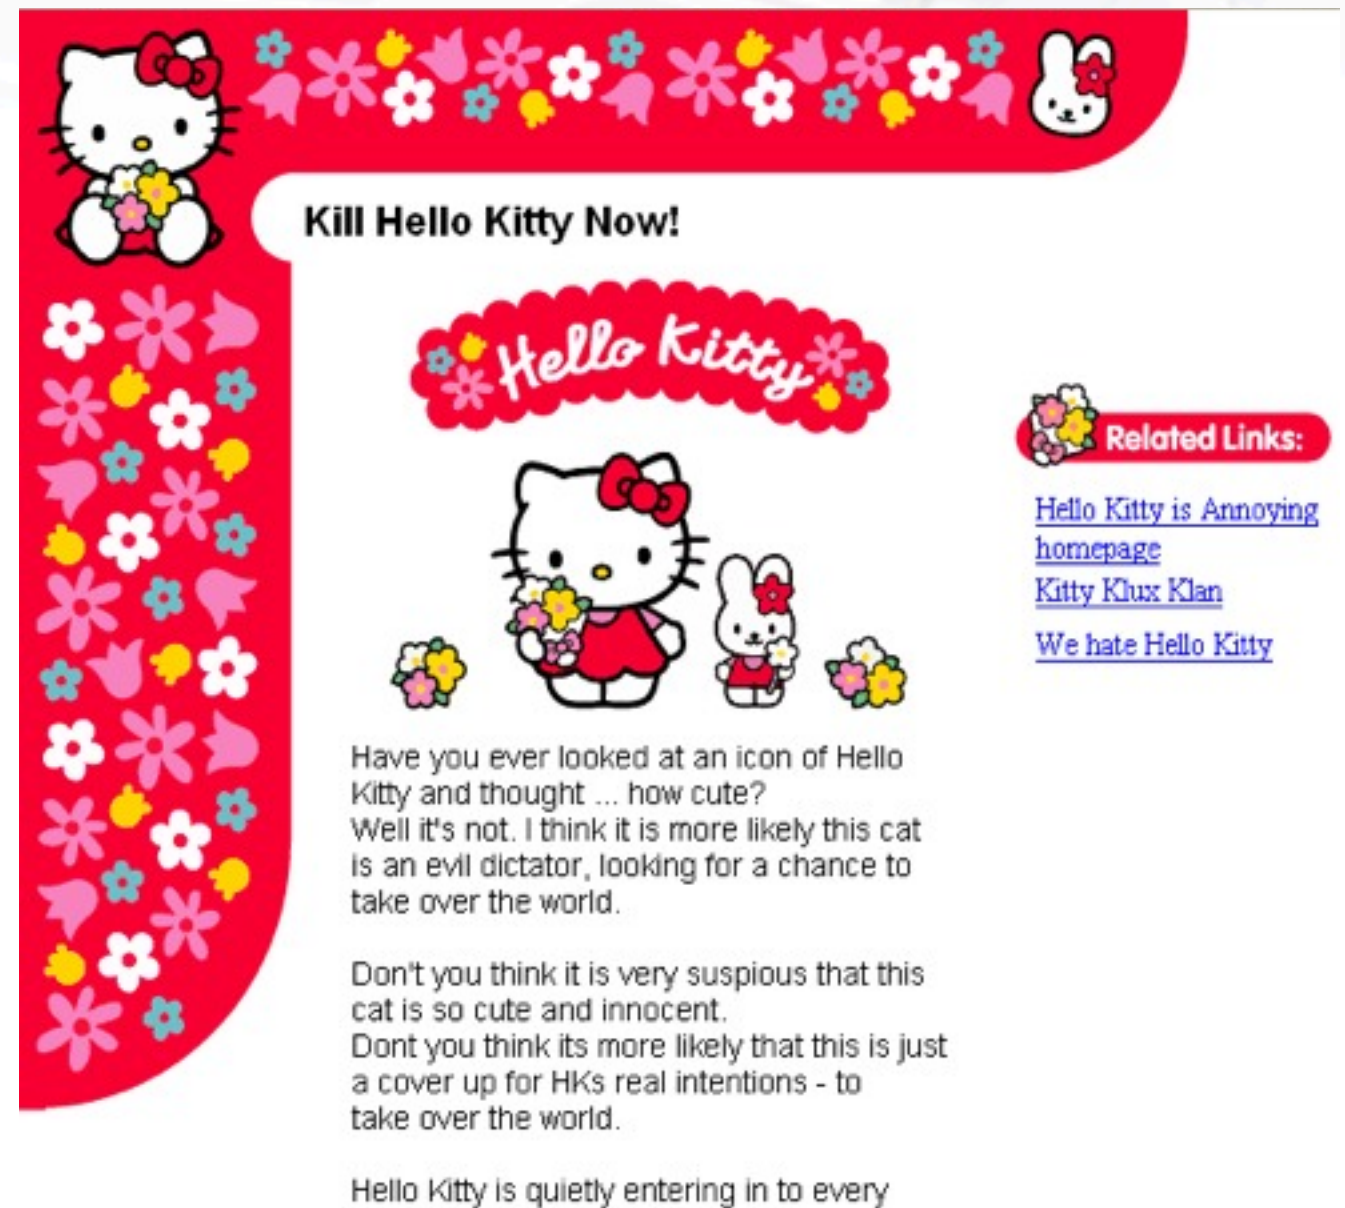 Kill Hello Kitty Now!
Hello Kitty
Related Links:
Hello Kitty is Annoying
homepage
Kitty Klux Klan
We hate Hello Kitty
Have you ever looked at an icon of Hello
Kitty and thought ... how cute?
Well it's not. I think it is more likely this cat
is an evil dictator, looking for a chance to
take over the world.
Don't you think it is very suspious that this
cat is so cute and innocent.
Dont you think its more likely that this is just
a cover up for HKs real intentions - to
take over the world.
Hello Kitty is quietly entering in to every